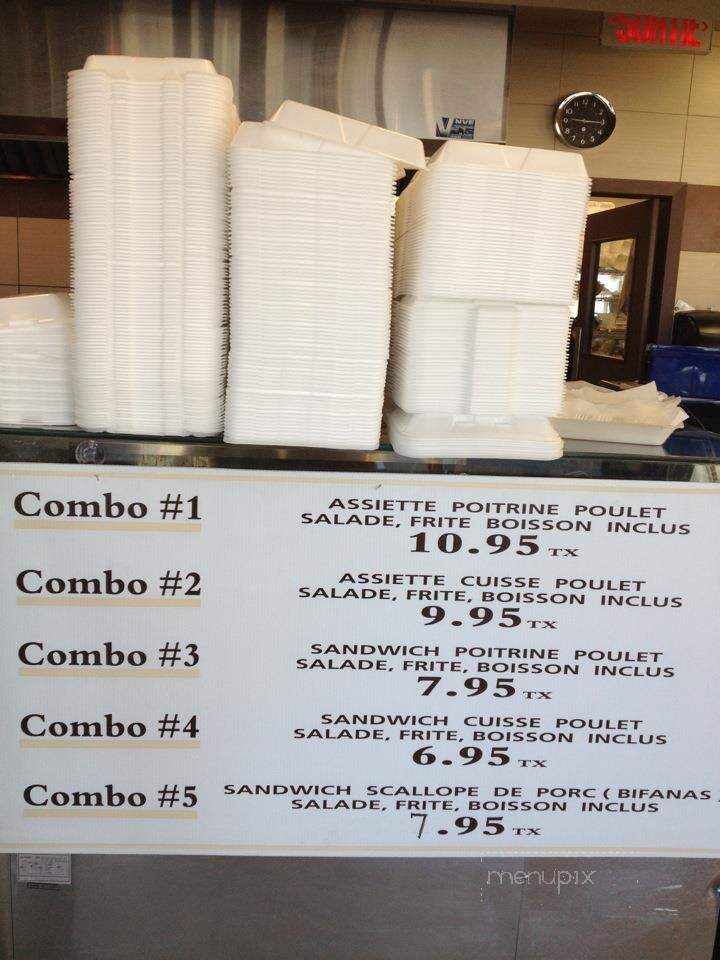 NVE
Combo #1
ASSIETTE POITRINE POULET
SALADE, FRITE BOISSON INCLUS
10.95 TX
Combo #2
ASSIETTE CUISSE POULET
SALADE, FRITE, BOISSON INCLUS
9.95 TX
Combo #3
SANDWICH POITRINE POULET
SALADE, FRITE, BOISSON INCLUS
7.95 TX
Combo #4
SANDWICH CUISSE POULET
SALADE, FRITE, BOISSON INCLUS
6.95 TX
Combo #5
SANDWICH SCALLOPE DE PORC ( BIFANAS
SALADE, FRITE, BOISSON INCLUS
7.95 TX
menupix